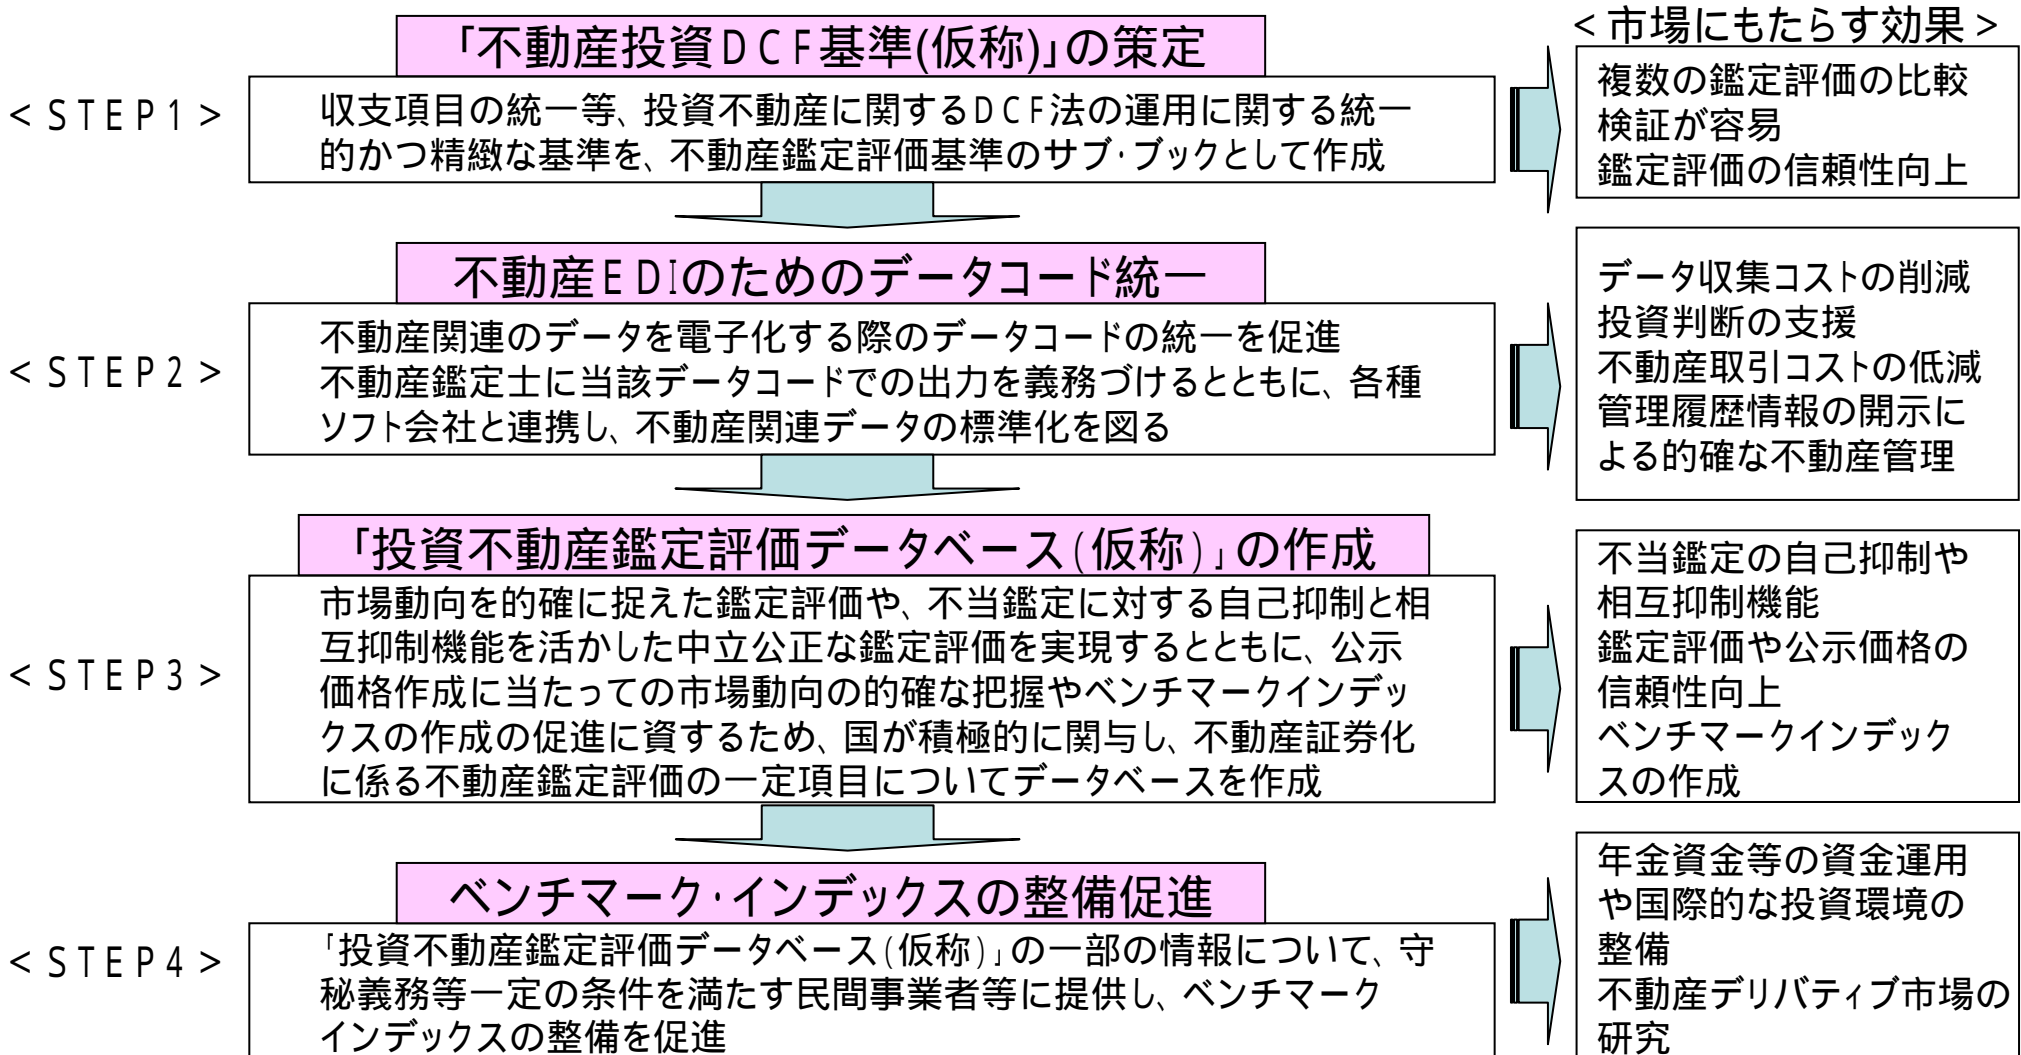 <市場にもたらす効果>
「不動産投資DCF基準(仮称)」の策定
<STEP1>
収支項目の統一等、投資不動産に関するDCF法の運用に関する統一
的かつ精緻な基準を、不動産鑑定評価基準のサブ・ブックとして作成
複数の鑑定評価の比較
検証が容易
鑑定評価の信頼性向上
不動産EDIのためのデータコード統一
<STEP2>
不動産関連のデータを電子化する際のデータコードの統一を促進
不動産鑑定士に当該データコードでの出力を義務づけるとともに、各種
ソフト会社と連携し、不動産関連データの標準化を図る
データ収集コストの削減
投資判断の支援
不動産取引コストの低減
管理履歴情報の開示に
よる的確な不動産管理
「投資不動産鑑定評価データベース(仮称)」の作成
<STEP3>
市場動向を的確に捉えた鑑定評価や、不当鑑定に対する自己抑制と相
互抑制機能を活かした中立公正な鑑定評価を実現するとともに、公示
価格作成に当たっての市場動向の的確な把握やベンチマークインデッ
クスの作成の促進に資するため、国が積極的に関与し、不動産証券化
に係る不動産鑑定評価の一定項目についてデータベースを作成
不当鑑定の自己抑制や
相互抑制機能
鑑定評価や公示価格の
信頼性向上
ベンチマークインデック
スの作成
ベンチマーク・インデックスの整備促進
<STEP4>
「投資不動産鑑定評価データベース(仮称)」の一部の情報について、守
秘義務等一定の条件を満たす民間事業者等に提供し、ベンチマーク
インデックスの整備を促進
年金資金等の資金運用
や国際的な投資環境の
整備
不動産デリバティブ市場の
研究